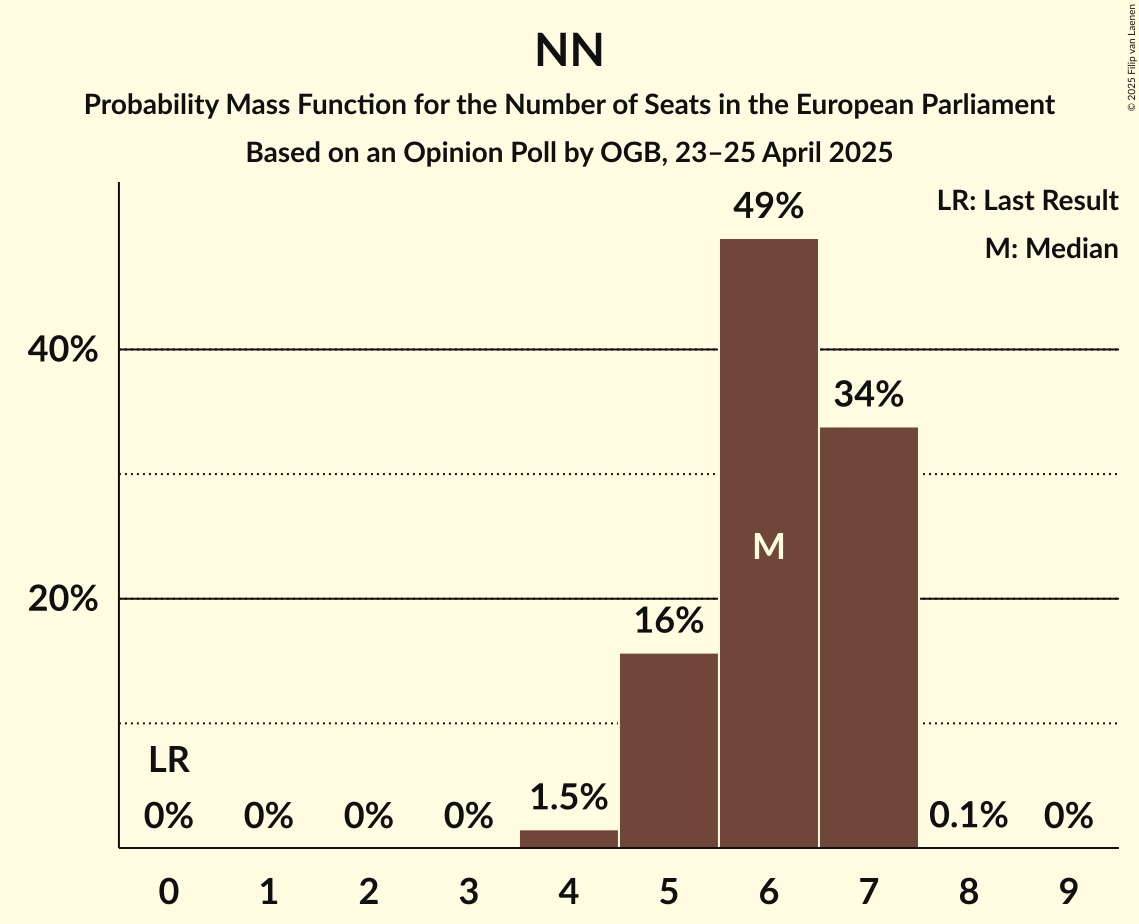 NN
Probability Mass Function for the Number of Seats in the European Parliament
Based on an Opinion Poll by OGB, 23–25 April 2025
© 2025 Filip van Laenen
LR: Last Result
M: Median
49%
40%
34%
M
20%
16%
LR
1.5%
0% 0% 0% 0% 0.1% 0%
0 1 2 3 4 5 6 7 8 9